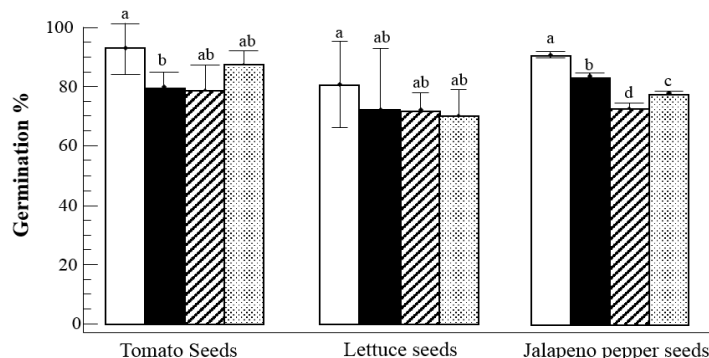 Germination %
100
80
60
40
20
0
a
b
ab
ab
a
ab
ab
ab
a
b
d
c
Tomato Seeds
Lettuce seeds
Jalapeno pepper seeds